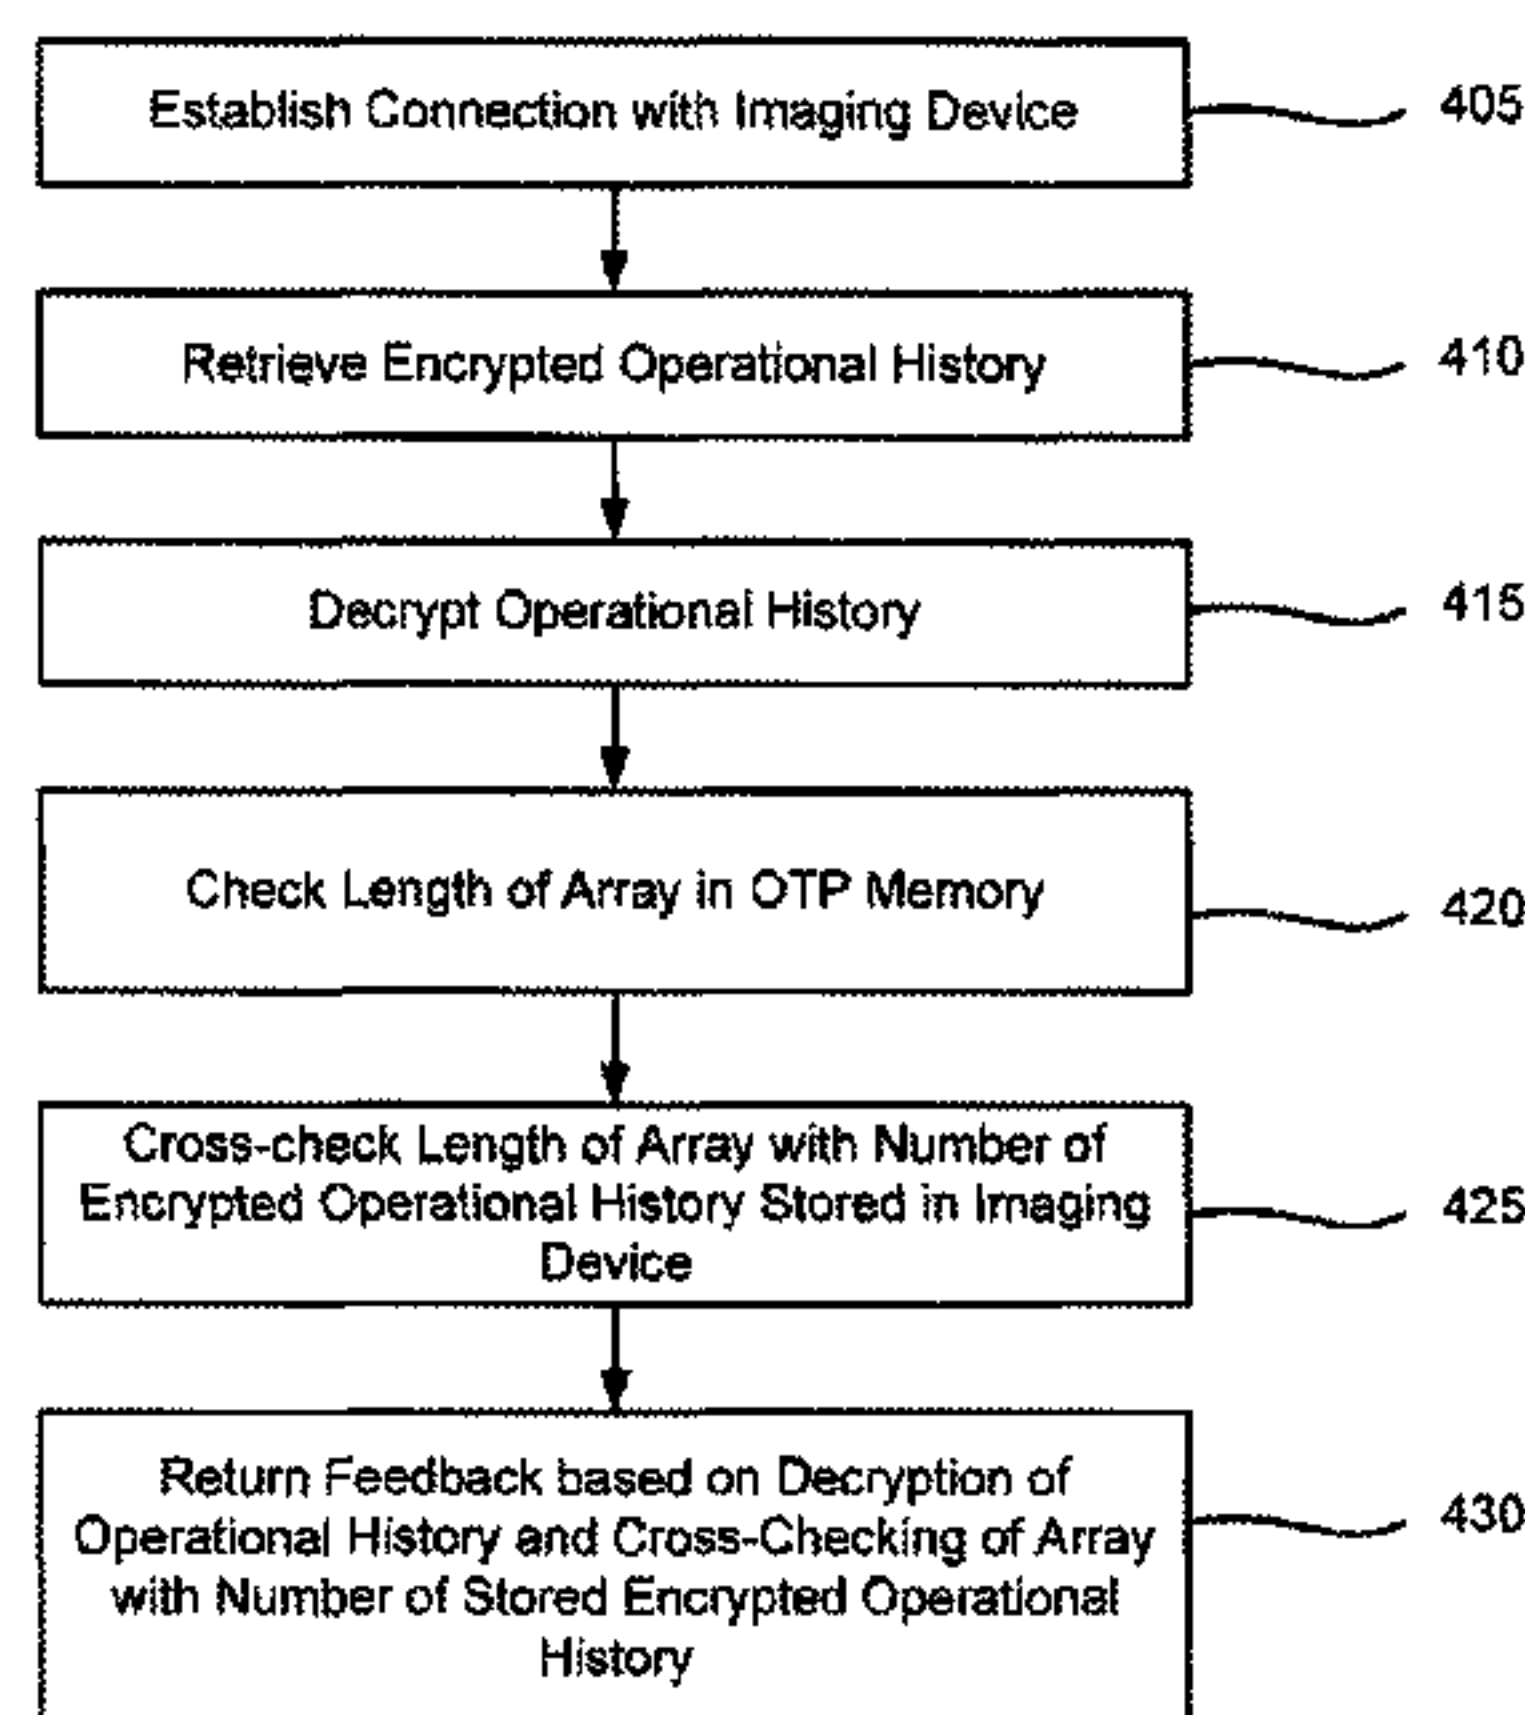 Establish Connection with Imaging Device
405
Retrieve Encrypted Operational History
410
Decrypt Operational History
415
Check Length of Array in OTP Memory
420
Cross-check Length of Array with Number of
Encrypted Operational History Stored in Imaging
Device
425
Return Feedback based on Decryption of
Operational History and Cross-Checking of Array
with Number of Stored Encrypted Operational
History
430